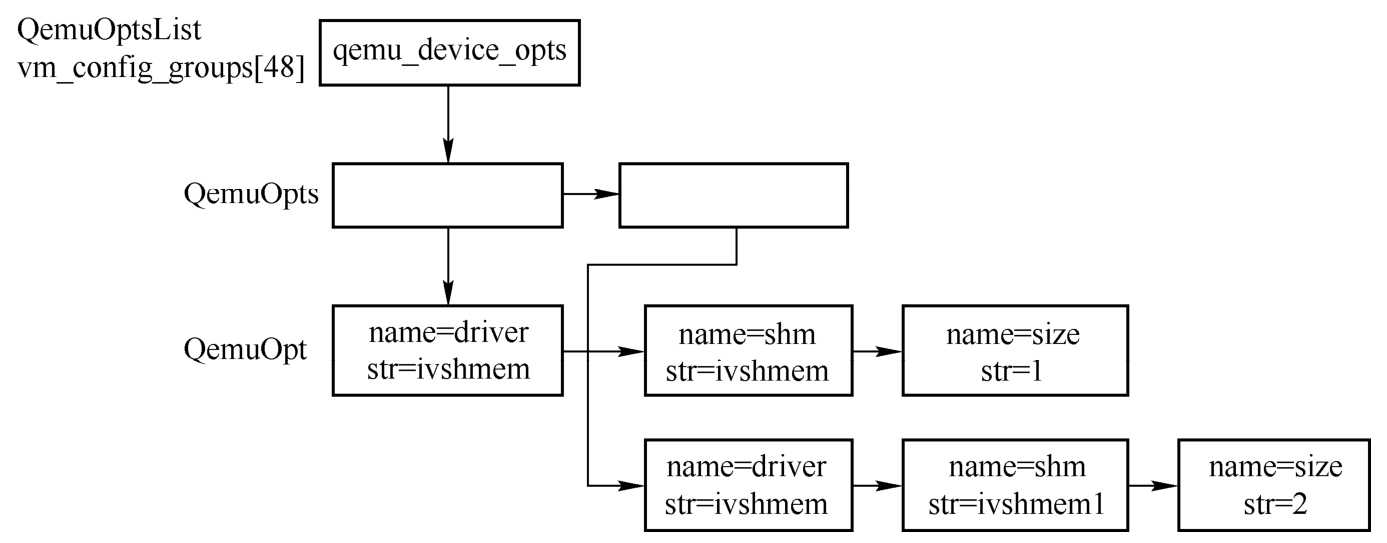 QemuOptsList
vm_config_groups[48]
qemu_device_opts
QemuOpts
QemuOpt
name=driver
str=ivshmem
name=shm
str=ivshmem
name=size
str=1
name=driver
str=ivshmem
name=shm
str=ivshmem1
name=size
str=2